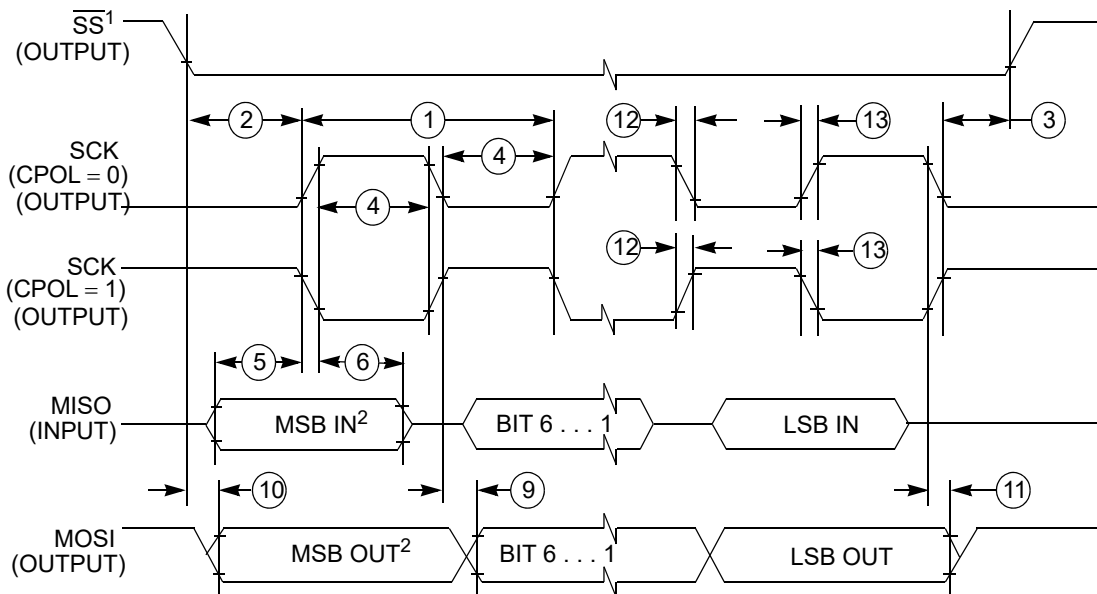 SS¹
(OUTPUT)
2
1
12
13
3
SCK
(CPOL = 0)
(OUTPUT)
4
4
SCK
(CPOL = 1)
(OUTPUT)
12
13
5
6
MISO
(INPUT)
MSB IN²
BIT 6 . . . 1
LSB IN
10
9
11
MOSI
(OUTPUT)
MSB OUT²
BIT 6 . . . 1
LSB OUT